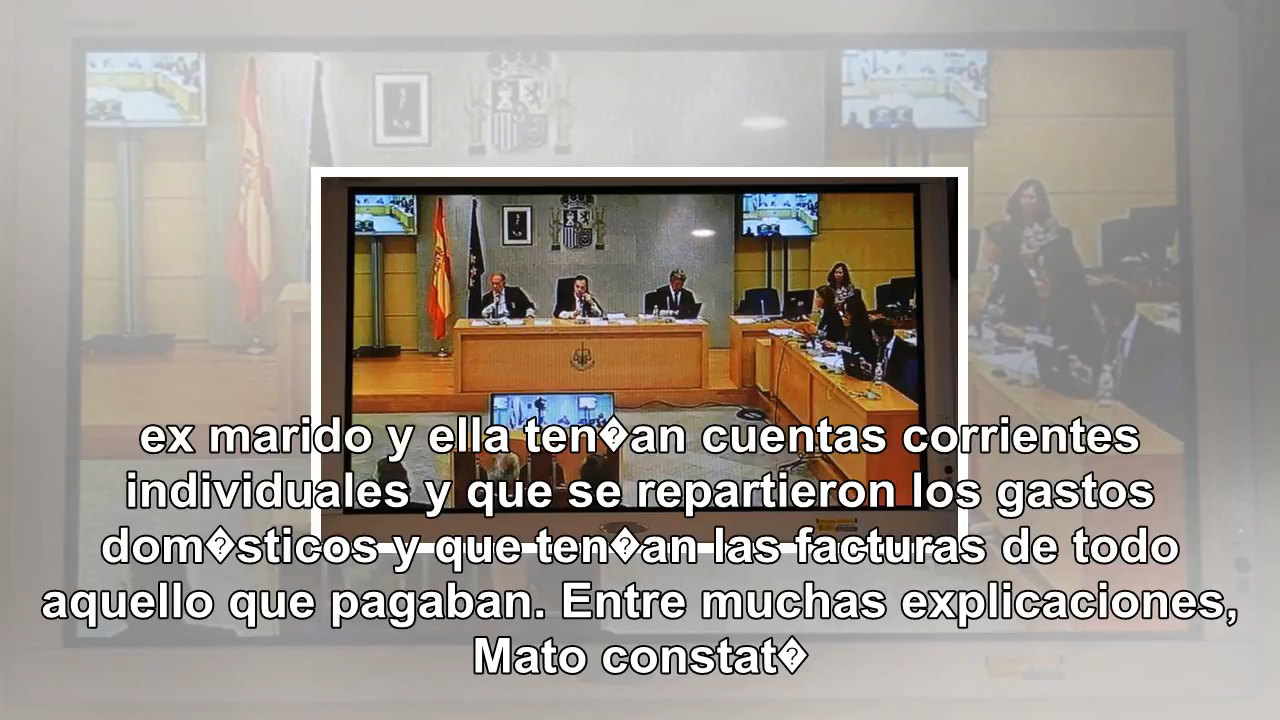 ex marido y ella ten�an cuentas corrientes
individuales y que se repartieron los gastos
dom�sticos y que ten�an las facturas de todo
aquello que pagaban. Entre muchas explicaciones,
Mato constat�